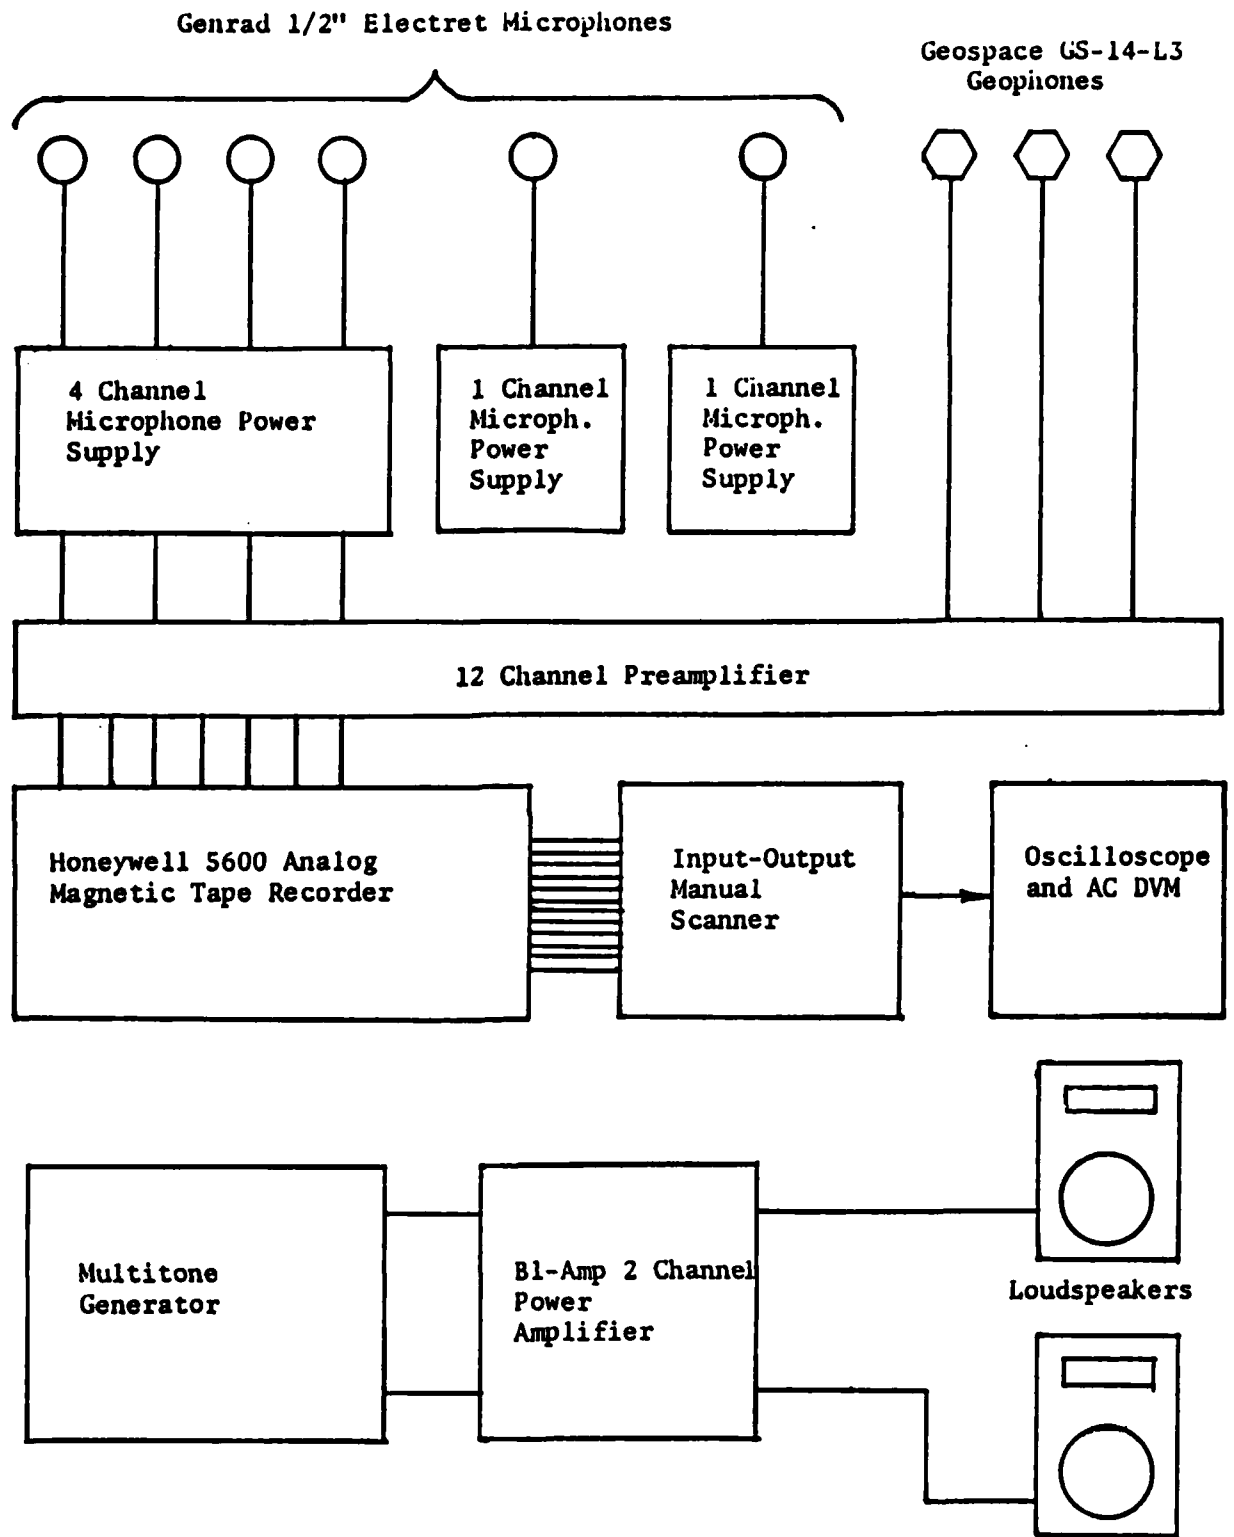 Genrad 1/2" Electret Microphones
Geospace GS-14-L3
Geophones
4 Channel
Microphone Power
Supply
1 Channel
Microph.
Power
Supply
1 Channel
Microph.
Power
Supply
12 Channel Preamplifier
Honeywell 5600 Analog
Magnetic Tape Recorder
Input-Output
Manual
Scanner
Oscilloscope
and AC DVM
Multitone
Generator
B1-Amp 2 Channel
Power
Amplifier
Loudspeakers